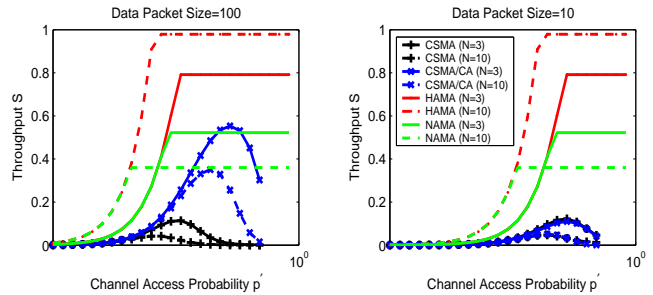 Data Packet Size=100
Throughput S
0.8
0.6
0.4
0.2
0
10^0
Channel Access Probability p′
Data Packet Size=10
Throughput S
1
0.8
0.6
0.4
0.2
0
CSMA (N=3)
CSMA (N=10)
CSMA/CA (N=3)
CSMA/CA (N=10)
HAMA (N=3)
HAMA (N=10)
NAMA (N=3)
NAMA (N=10)
10^0
Channel Access Probability p′